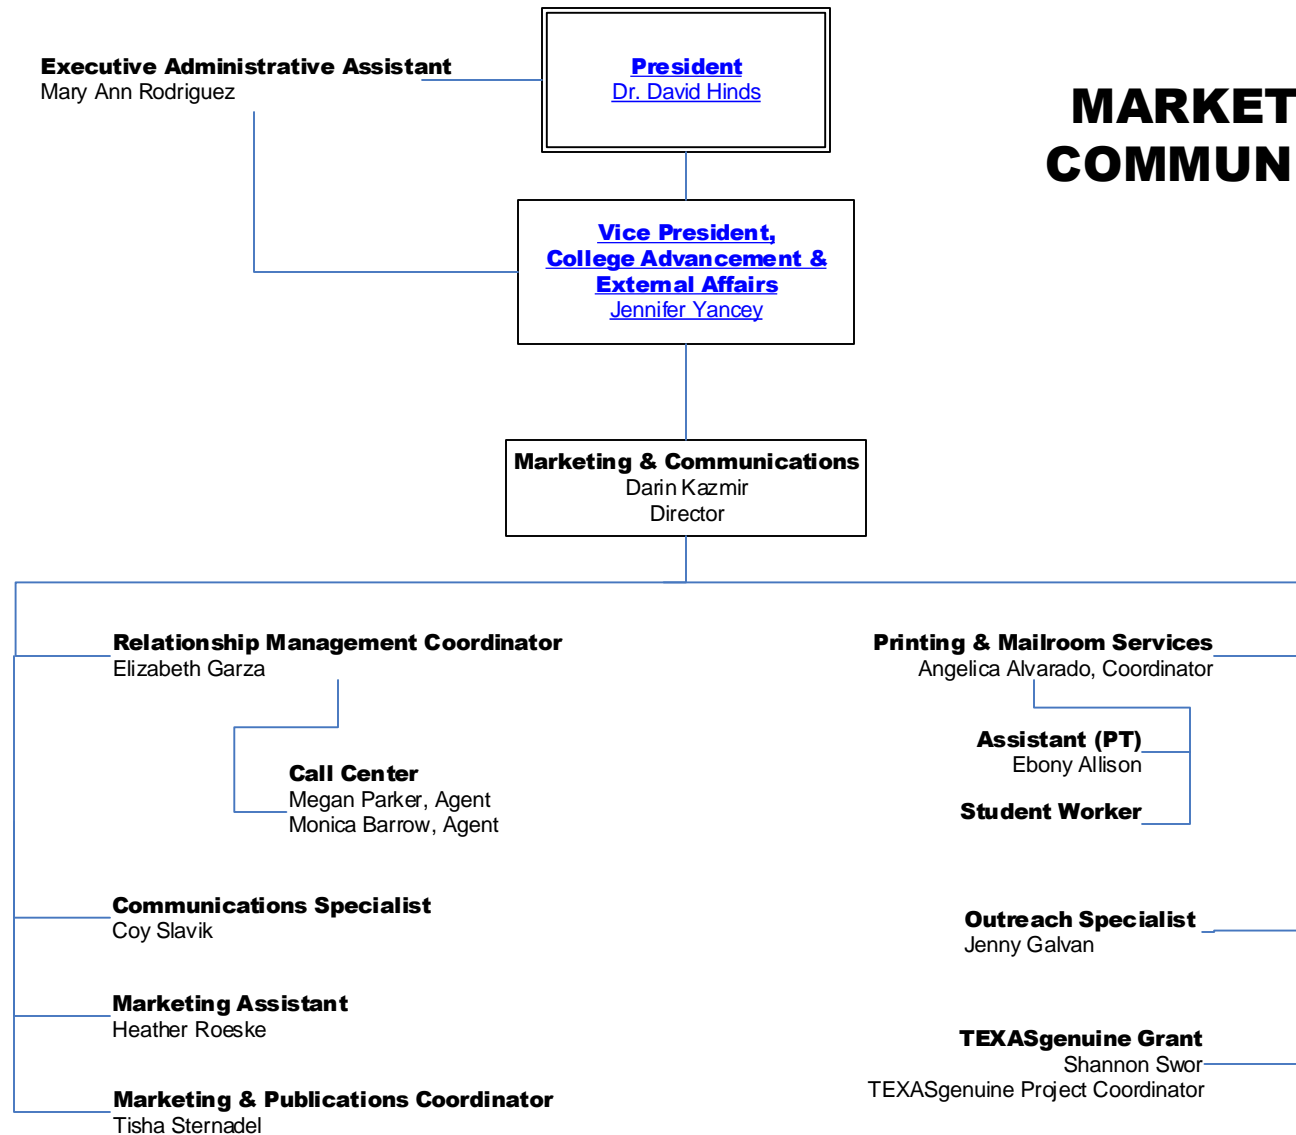 Executive Administrative Assistant
Mary Ann Rodriguez
President
Dr. David Hinds
MARKET
COMMUN
Vice President,
College Advancement &
External Affairs
Jennifer Yancey
Marketing & Communications
Darin Kazmir
Director
Relationship Management Coordinator
Elizabeth Garza
Call Center
Megan Parker, Agent
Monica Barrow, Agent
Communications Specialist
Coy Slavik
Marketing Assistant
Heather Roeske
Marketing & Publications Coordinator
Tisha Sternadel
Printing & Mailroom Services
Angelica Alvarado, Coordinator
Assistant (PT)
Ebony Allison
Student Worker
Outreach Specialist
Jenny Galvan
TEXASgenuine Grant
Shannon Swor
TEXASgenuine Project Coordinator